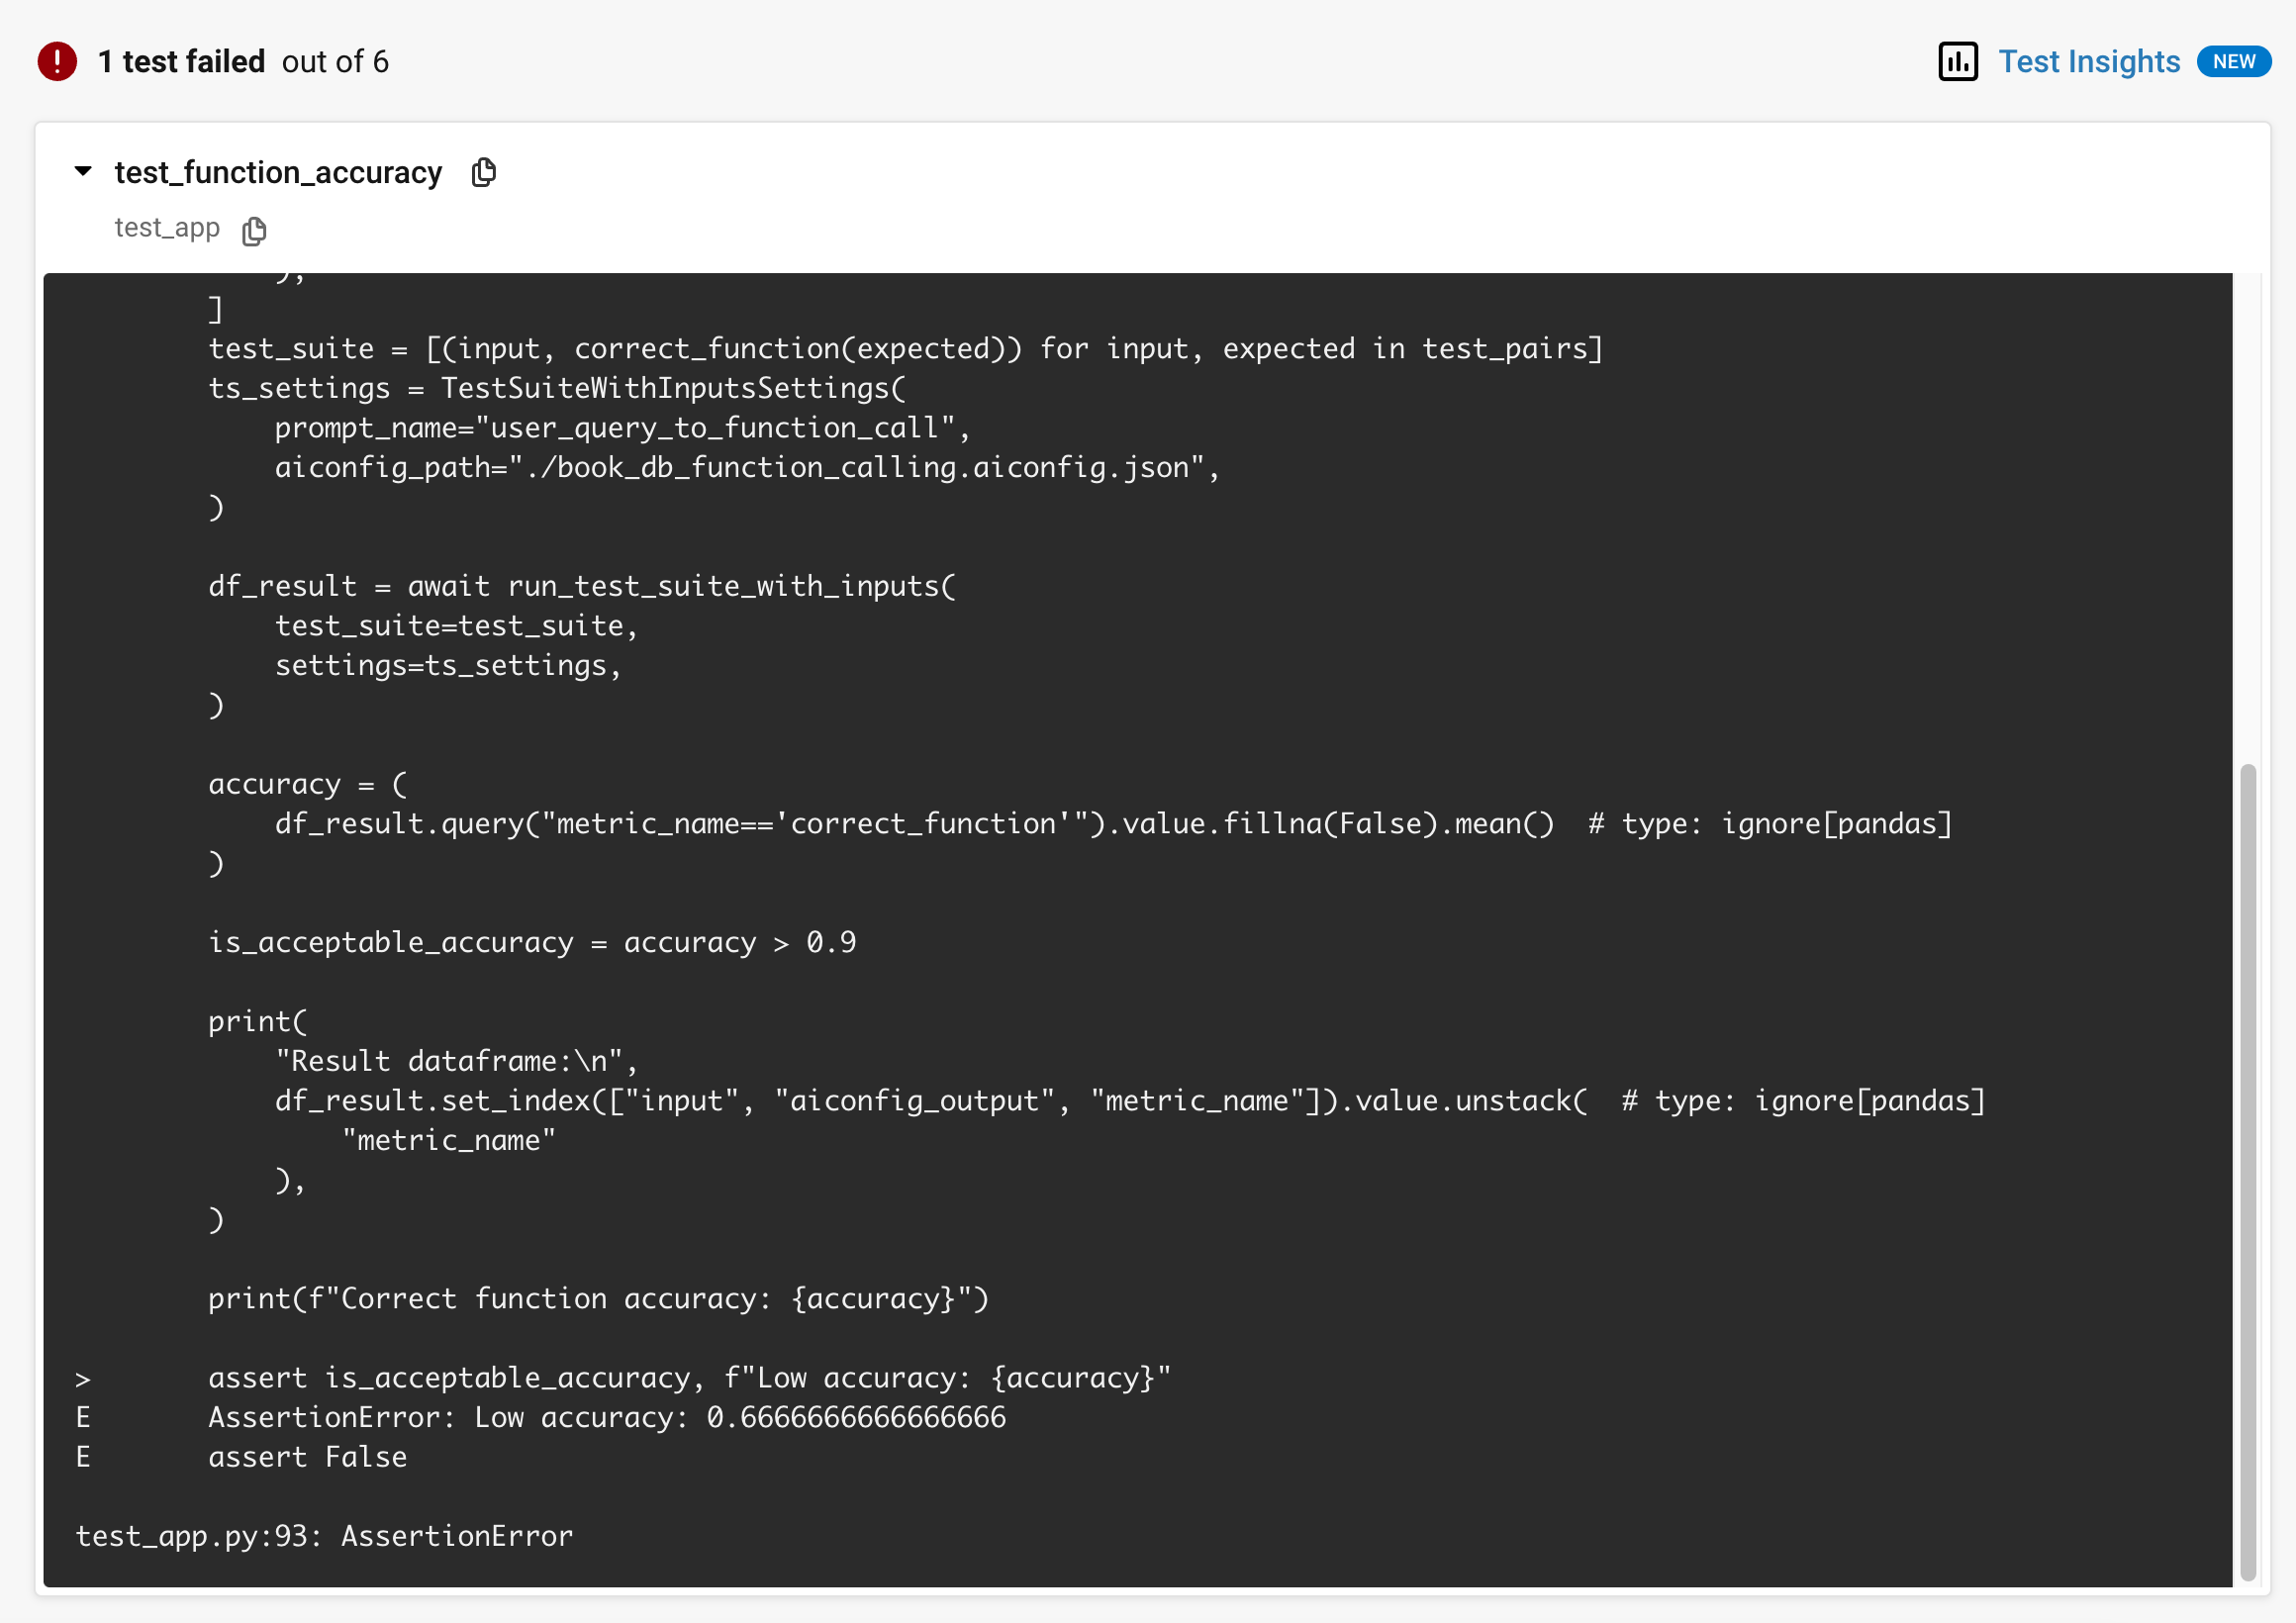 1 test failed out of 6
Test Insights NEW
test_function_accuracy
test_app
),
        ]
        test_suite = [(input, correct_function(expected)) for input, expected in test_pairs]
        ts_settings = TestSuiteWithInputsSettings(
            prompt_name="user_query_to_function_call",
            aiconfig_path="./book_db_function_calling.aiconfig.json",
        )
        df_result = await run_test_suite_with_inputs(
            test_suite=test_suite,
            settings=ts_settings,
        )
        accuracy = (
            df_result.query("metric_name=='correct_function'").value.fillna(False).mean()  # type: ignore[pandas]
        )
        is_acceptable_accuracy = accuracy > 0.9
        print(
            "Result dataframe:\n",
            df_result.set_index(["input", "aiconfig_output", "metric_name"]).value.unstack(  # type: ignore[pandas]
                "metric_name"
            ),
        )
        print(f"Correct function accuracy: {accuracy}")
>       assert is_acceptable_accuracy, f"Low accuracy: {accuracy}"
E       AssertionError: Low accuracy: 0.6666666666666666
E       assert False
test_app.py:93: AssertionError